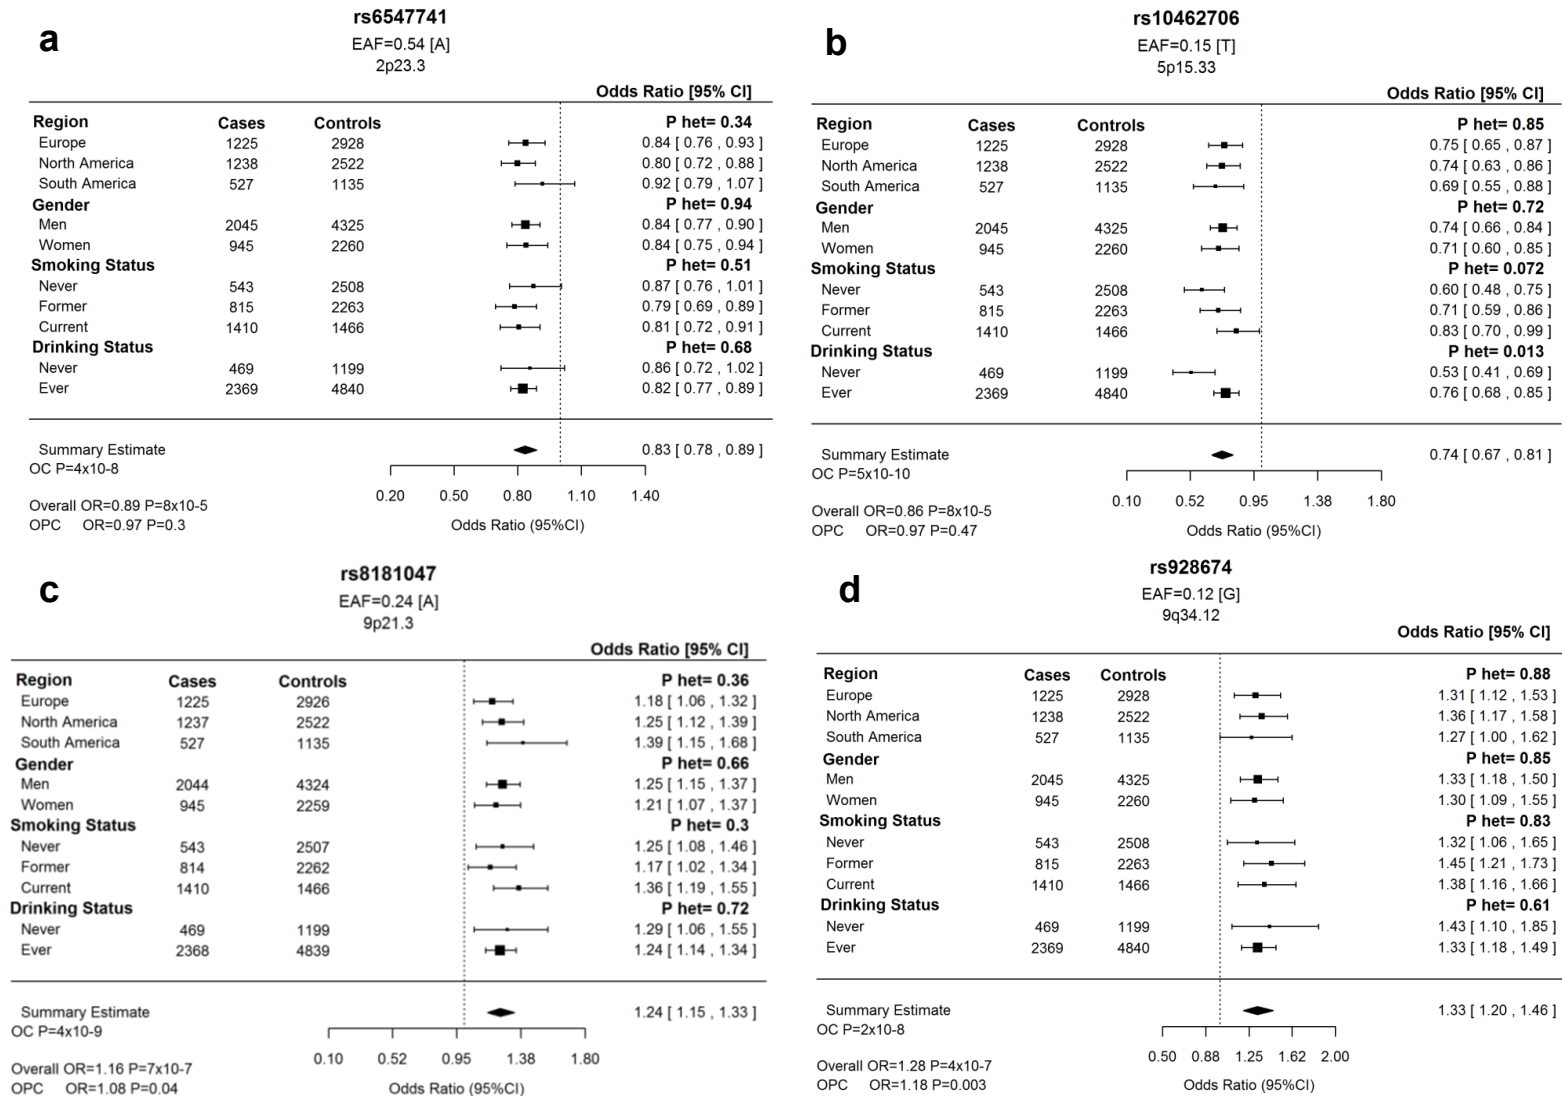 a
rs6547741
EAF=0.54 [A]
2p23.3
Odds Ratio [95% CI]
Region Cases Controls P het= 0.34
Europe 1225 2928 0.84 [ 0.76 , 0.93 ]
North America 1238 2522 0.80 [ 0.72 , 0.88 ]
South America 527 1135 0.92 [ 0.79 , 1.07 ]
Gender P het= 0.94
Men 2045 4325 0.84 [ 0.77 , 0.90 ]
Women 945 2260 0.84 [ 0.75 , 0.94 ]
Smoking Status P het= 0.51
Never 543 2508 0.87 [ 0.76 , 1.01 ]
Former 815 2263 0.79 [ 0.69 , 0.89 ]
Current 1410 1466 0.81 [ 0.72 , 0.91 ]
Drinking Status P het= 0.68
Never 469 1199 0.86 [ 0.72 , 1.02 ]
Ever 2369 4840 0.82 [ 0.77 , 0.89 ]
Summary Estimate 0.83 [ 0.78 , 0.89 ]
OC P=4x10-8
0.20 0.50 0.80 1.10 1.40
Overall OR=0.89 P=8x10-5
OPC OR=0.97 P=0.3
Odds Ratio (95%CI)
b
rs10462706
EAF=0.15 [T]
5p15.33
Odds Ratio [95% CI]
Region Cases Controls P het= 0.85
Europe 1225 2928 0.75 [ 0.65 , 0.87 ]
North America 1238 2522 0.74 [ 0.63 , 0.86 ]
South America 527 1135 0.69 [ 0.55 , 0.88 ]
Gender P het= 0.72
Men 2045 4325 0.74 [ 0.66 , 0.84 ]
Women 945 2260 0.71 [ 0.60 , 0.85 ]
Smoking Status P het= 0.072
Never 543 2508 0.60 [ 0.48 , 0.75 ]
Former 815 2263 0.71 [ 0.59 , 0.86 ]
Current 1410 1466 0.83 [ 0.70 , 0.99 ]
Drinking Status P het= 0.013
Never 469 1199 0.53 [ 0.41 , 0.69 ]
Ever 2369 4840 0.76 [ 0.68 , 0.85 ]
Summary Estimate 0.74 [ 0.67 , 0.81 ]
OC P=5x10-10
0.10 0.52 0.95 1.38 1.80
Overall OR=0.86 P=8x10-5
OPC OR=0.97 P=0.47
Odds Ratio (95%CI)
c
rs8181047
EAF=0.24 [A]
9p21.3
Odds Ratio [95% CI]
Region Cases Controls P het= 0.36
Europe 1225 2926 1.18 [ 1.06 , 1.32 ]
North America 1237 2522 1.25 [ 1.12 , 1.39 ]
South America 527 1135 1.39 [ 1.15 , 1.68 ]
Gender P het= 0.66
Men 2044 4324 1.25 [ 1.15 , 1.37 ]
Women 945 2259 1.21 [ 1.07 , 1.37 ]
Smoking Status P het= 0.3
Never 543 2507 1.25 [ 1.08 , 1.46 ]
Former 814 2262 1.17 [ 1.02 , 1.34 ]
Current 1410 1466 1.36 [ 1.19 , 1.55 ]
Drinking Status P het= 0.72
Never 469 1199 1.29 [ 1.06 , 1.55 ]
Ever 2368 4839 1.24 [ 1.14 , 1.34 ]
Summary Estimate 1.24 [ 1.15 , 1.33 ]
OC P=4x10-9
0.10 0.52 0.95 1.38 1.80
Overall OR=1.16 P=7x10-7
OPC OR=1.08 P=0.04
Odds Ratio (95%CI)
d
rs928674
EAF=0.12 [G]
9q34.12
Odds Ratio [95% CI]
Region Cases Controls P het= 0.88
Europe 1225 2928 1.31 [ 1.12 , 1.53 ]
North America 1238 2522 1.36 [ 1.17 , 1.58 ]
South America 527 1135 1.27 [ 1.00 , 1.62 ]
Gender P het= 0.85
Men 2045 4325 1.33 [ 1.18 , 1.50 ]
Women 945 2260 1.30 [ 1.09 , 1.55 ]
Smoking Status P het= 0.83
Never 543 2508 1.32 [ 1.06 , 1.65 ]
Former 815 2263 1.45 [ 1.21 , 1.73 ]
Current 1410 1466 1.38 [ 1.16 , 1.66 ]
Drinking Status P het= 0.61
Never 469 1199 1.43 [ 1.10 , 1.85 ]
Ever 2369 4840 1.33 [ 1.18 , 1.49 ]
Summary Estimate 1.33 [ 1.20 , 1.46 ]
OC P=2x10-8
0.50 0.88 1.25 1.62 2.00
Overall OR=1.28 P=4x10-7
OPC OR=1.18 P=0.003
Odds Ratio (95%CI)